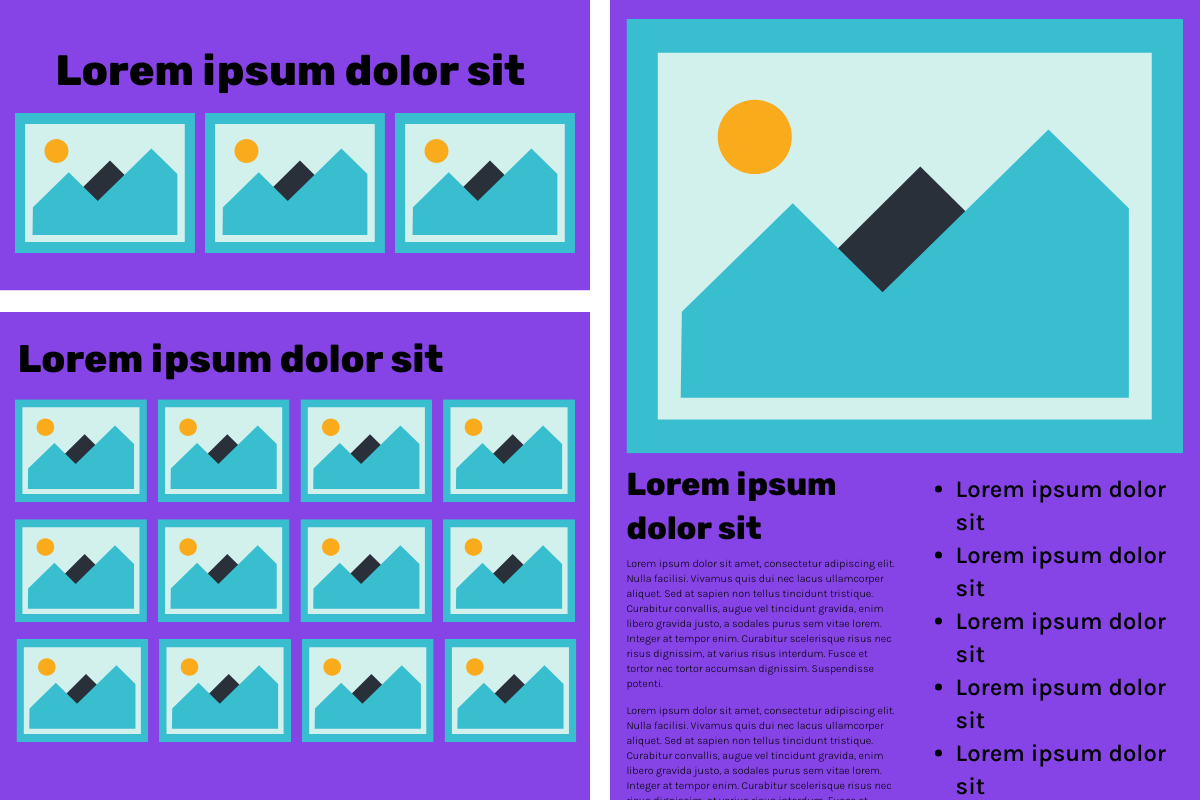 Lorem ipsum dolor sit
Lorem ipsum dolor sit
Lorem ipsum
dolor sit
Lorem ipsum dolor sit amet, consectetur adipiscing elit.
Nulla facilisi. Vivamus quis dui nec lacus ullamcorper
aliquet. Sed at sapien non tellus tincidunt tristique.
Curabitur convallis, augue vel tincidunt gravida, enim
libero gravida justo, a sodales purus sem vitae lorem.
Integer at tempor enim. Curabitur scelerisque risus nec
risus dignissim, at varius risus interdum. Fusce et
tortor nec tortor accumsan dignissim. Suspendisse
potenti.
Lorem ipsum dolor sit amet, consectetur adipiscing elit.
Nulla facilisi. Vivamus quis dui nec lacus ullamcorper
aliquet. Sed at sapien non tellus tincidunt tristique.
Curabitur convallis, augue vel tincidunt gravida, enim
libero gravida justo, a sodales purus sem vitae lorem.
Integer at tempor enim. Curabitur scelerisque risus nec
• Lorem ipsum dolor
sit
• Lorem ipsum dolor
sit
• Lorem ipsum dolor
sit
• Lorem ipsum dolor
sit
• Lorem ipsum dolor
sit